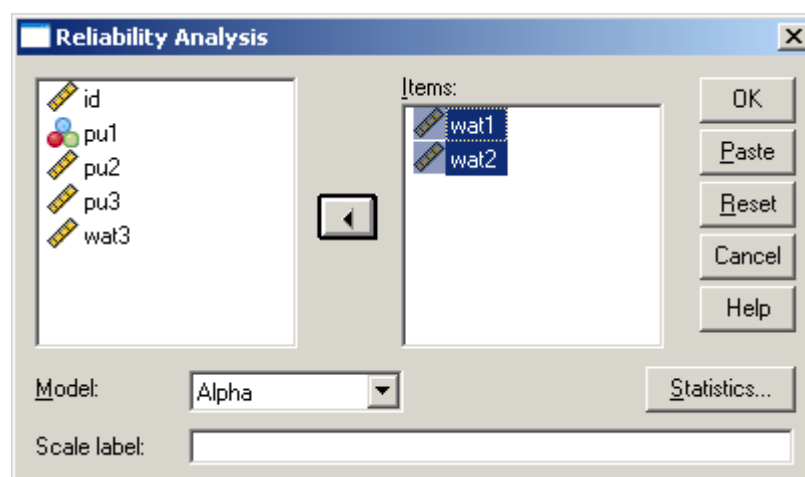 Reliability Analysis
id
pu1
pu2
pu3
wat3
Items:
wat1
wat2
OK
Paste
Reset
Cancel
Help
Model:
Alpha
Statistics...
Scale label: